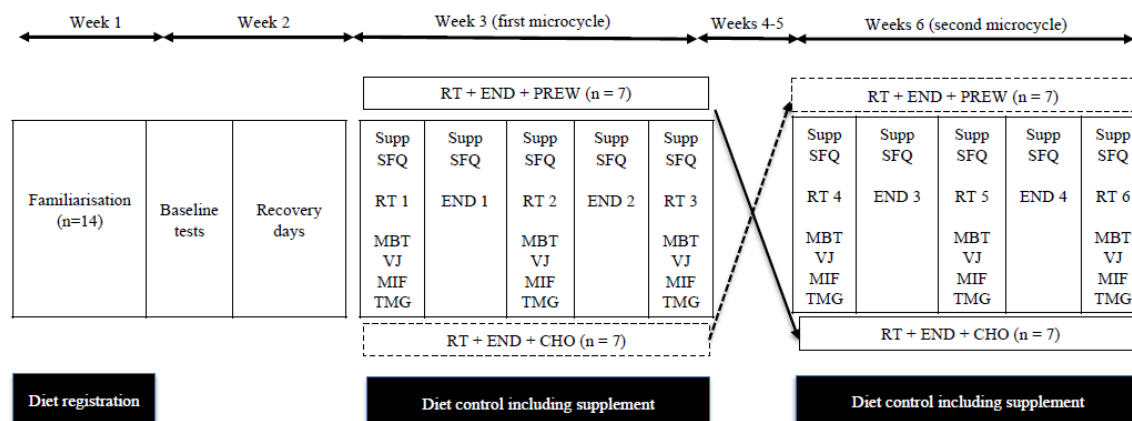 Week 1
Week 2
Week 3 (first microcycle)
Weeks 4-5
Weeks 6 (second microcycle)
RT + END + PREW (n = 7)
RT + END + PREW (n = 7)
Familiarisation
(n=14)
Baseline
tests
Recovery
days
Supp
SFQ
RT 1
MBT
VJ
MIF
TMG
Supp
SFQ
END 1
Supp
SFQ
RT 2
MBT
VJ
MIF
TMG
Supp
SFQ
END 2
Supp
SFQ
RT 3
MBT
VJ
MIF
TMG
Supp
SFQ
RT 4
MBT
VJ
MIF
TMG
Supp
SFQ
END 3
Supp
SFQ
RT 5
MBT
VJ
MIF
TMG
Supp
SFQ
END 4
Supp
SFQ
RT 6
MBT
VJ
MIF
TMG
RT + END + CHO (n = 7)
RT + END + CHO (n = 7)
Diet registration
Diet control including supplement
Diet control including supplement